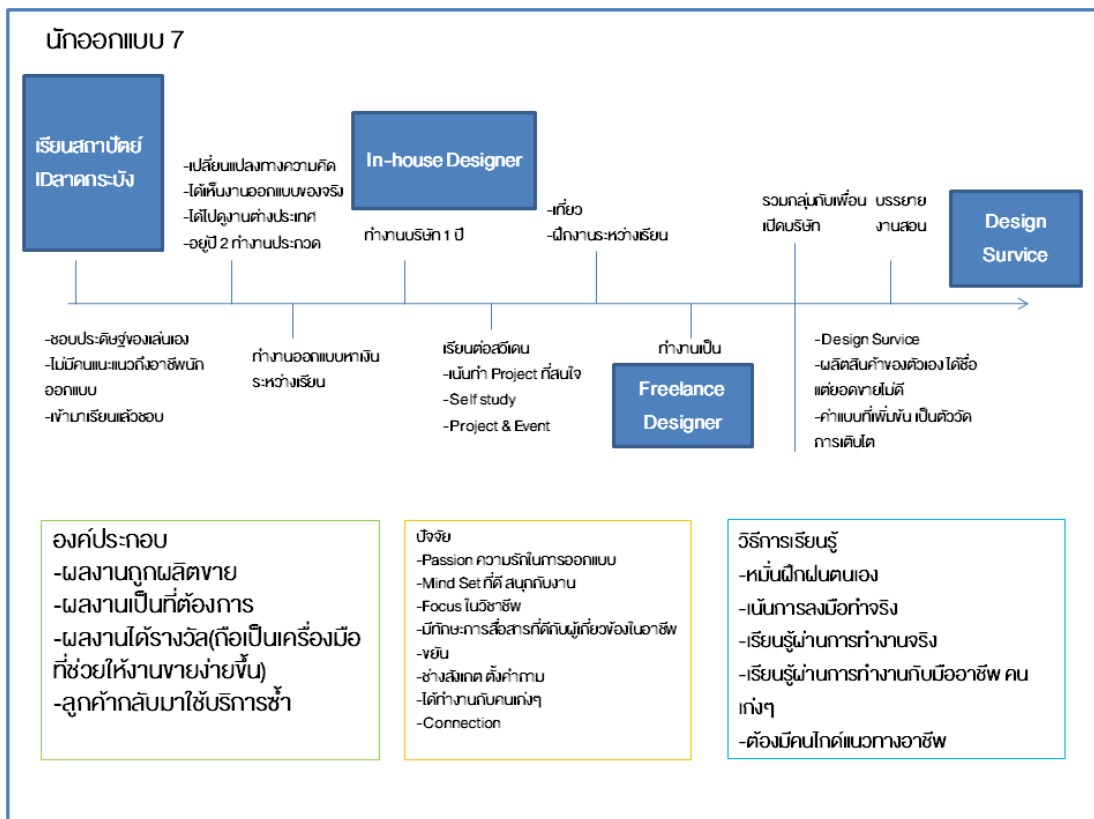 นักออกแบบ 7
เรียนสถาปัตย์
IDลาดกระบัง
-เปลี่ยนแปลงทางความคิด
-ได้เห็นงานออกแบบของจริง
-ได้ไปดูงานต่างประเทศ
-อยู่ปี 2 ทำงานประกวด
In-house Designer
ทำงานบริษัท 1 ปี
-เที่ยว
-ฝึกงานระหว่างเรียน
รวมกลุ่มกับเพื่อน
เปิดบริษัท
บรรยาย
งานสอน
Design
Survice
-ชอบประดิษฐ์ของเล่นเอง
-ไม่มีคนแนะแนวถึงอาชีพนัก
ออกแบบ
-เข้ามาเรียนแล้วชอบ
ทำงานออกแบบหาเงิน
ระหว่างเรียน
เรียนต่อสวีเดน
-เน้นทำ Project ที่สนใจ
-Self study
-Project & Event
ทำงานเป็น
Freelance
Designer
-Design Survice
-ผลิตสินค้าของตัวเอง ได้ชื่อ
แต่ยอดขายไม่ดี
-ค่าแบบที่เพิ่มขึ้น เป็นตัววัด
การเติบโต
องค์ประกอบ
-ผลงานถูกผลิตขาย
-ผลงานเป็นที่ต้องการ
-ผลงานได้รางวัล(ถือเป็นเครื่องมือ
ที่ช่วยให้งานขายง่ายขึ้น)
-ลูกค้ากลับมาใช้บริการซ้ำ
ปัจจัย
-Passion ความรักในการออกแบบ
-Mind Set ที่ดี สนุกกับงาน
-Focus ในวิชาชีพ
-มีทักษะการสื่อสารที่ดีกับผู้เกี่ยวข้องในอาชีพ
-ขยัน
-ช่างสังเกต ตั้งคำถาม
-ได้ทำงานกับคนเก่งๆ
-Connection
วิธีการเรียนรู้
-หมั่นฝึกฝนตนเอง
-เน้นการลงมือทำจริง
-เรียนรู้ผ่านการทำงานจริง
-เรียนรู้ผ่านการทำงานกับมืออาชีพ คน
เก่งๆ
-ต้องมีคนไกด์แนวทางอาชีพ